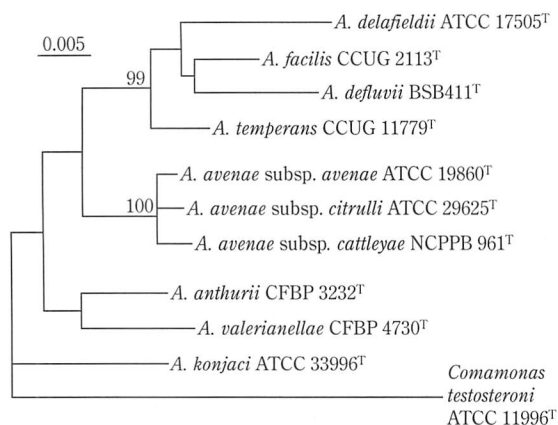 A. delafieldii ATCC 17505ᵀ
0.005
A. facilis CCUG 2113ᵀ
99
A. defluvii BSB411ᵀ
A. temperans CCUG 11779ᵀ
A. avenae subsp. avenae ATCC 19860ᵀ
100
A. avenae subsp. citrulli ATCC 29625ᵀ
A. avenae subsp. cattleyae NCPPB 961ᵀ
A. anthurii CFBP 3232ᵀ
A. valerianellae CFBP 4730ᵀ
A. konjaci ATCC 33996ᵀ
Comamonas
testosteroni
ATCC 11996ᵀ